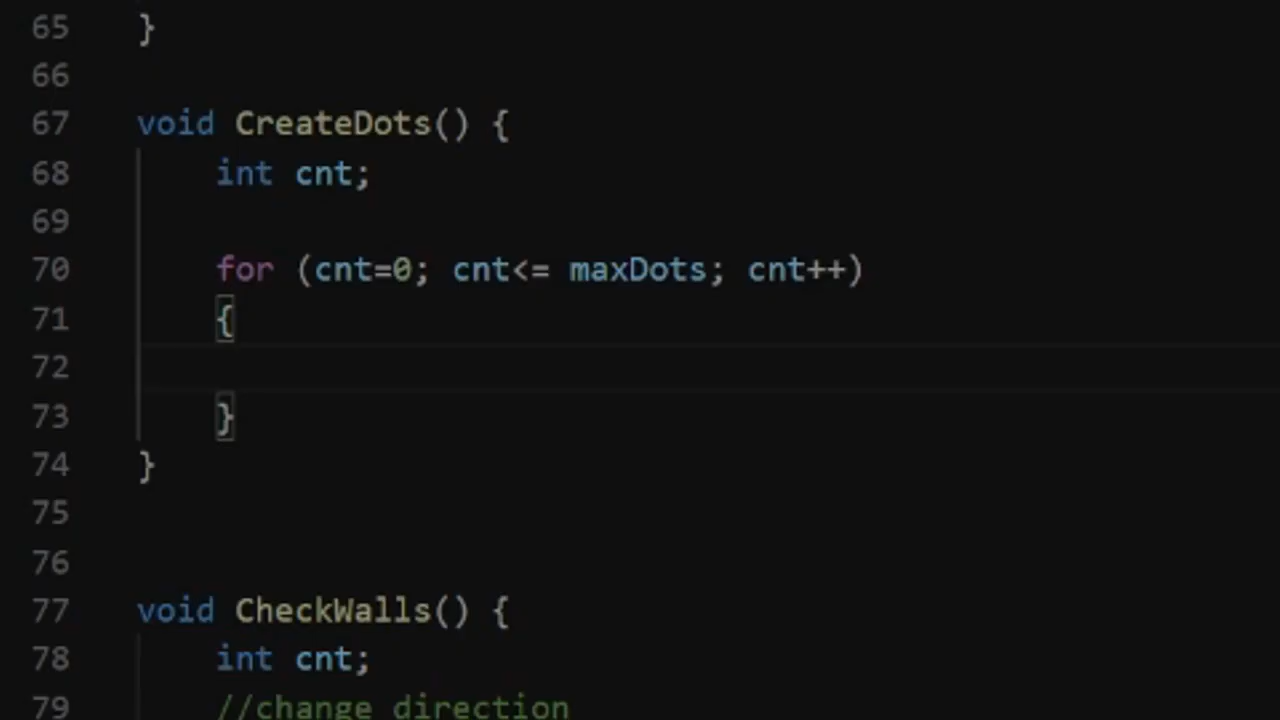 65 }
66
67 void CreateDots() {
68 int cnt;
69
70 for (cnt=0; cnt<= maxDots; cnt++)
71 {
72
73 }
74 }
75
76
77 void CheckWalls() {
78 int cnt;
79 //change direction